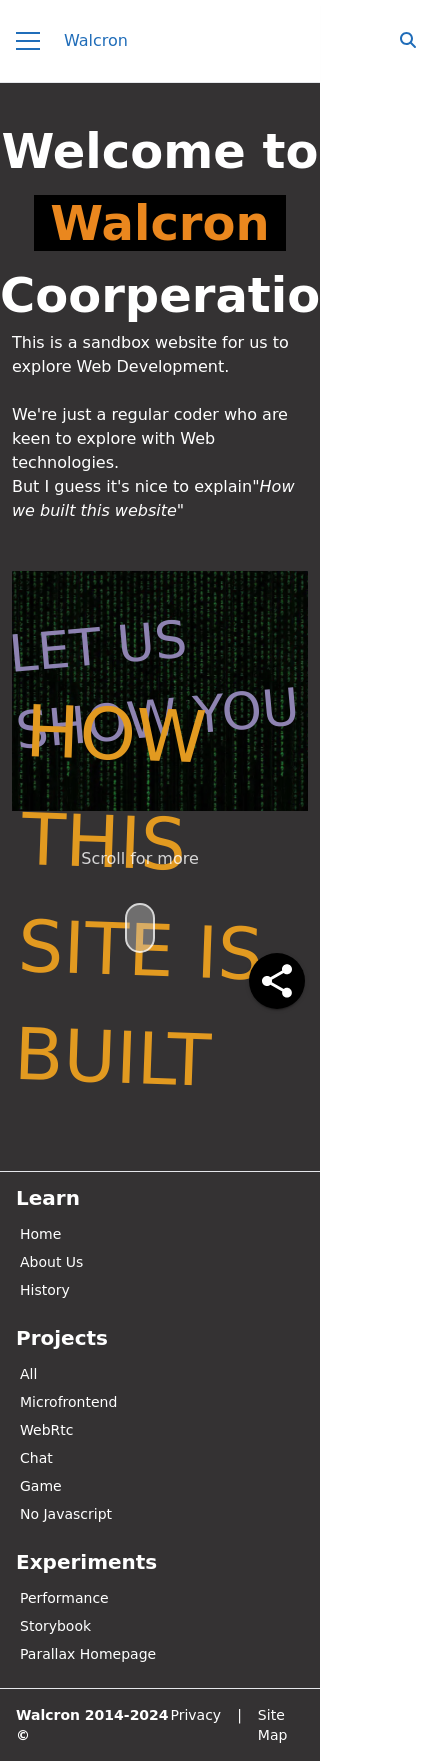 Walcron
Welcome to
Walcron
Coorperatio
This is a sandbox website for us to
explore Web Development.
We're just a regular coder who are
keen to explore with Web
technologies.
But I guess it's nice to explain"How
we built this website"
LET US
SHOW YOU
HOW
THIS
Scroll for more
SITE IS
BUILT
Learn
Home
About Us
History
Projects
All
Microfrontend
WebRtc
Chat
Game
No Javascript
Experiments
Performance
Storybook
Parallax Homepage
Walcron 2014-2024 ©
Privacy
|
Site Map